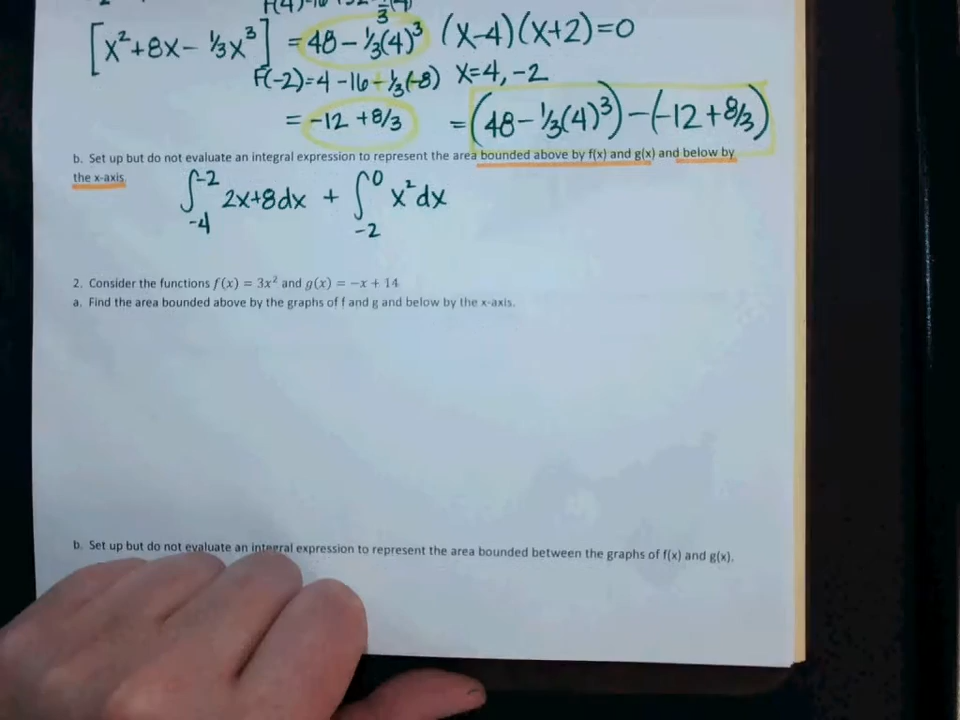 [x²+8x - ⅓x³] = 48 - ⅓(4)³ (x-4)(x+2)=0
F(-2)=4-16-⅓(-8) x=4,-2
= -12 + 8/3 = (48 - ⅓(4)³) - (-12 + 8/3)
b. Set up but do not evaluate an integral expression to represent the area bounded above by f(x) and g(x) and below by
the x-axis.
∫₋₄⁻² 2x+8dx + ∫₋₂⁰ x²dx
2. Consider the functions f(x) = 3x² and g(x) = −x + 14
a. Find the area bounded above by the graphs of f and g and below by the x-axis.
b. Set up but do not evaluate an integral expression to represent the area bounded between the graphs of f(x) and g(x).